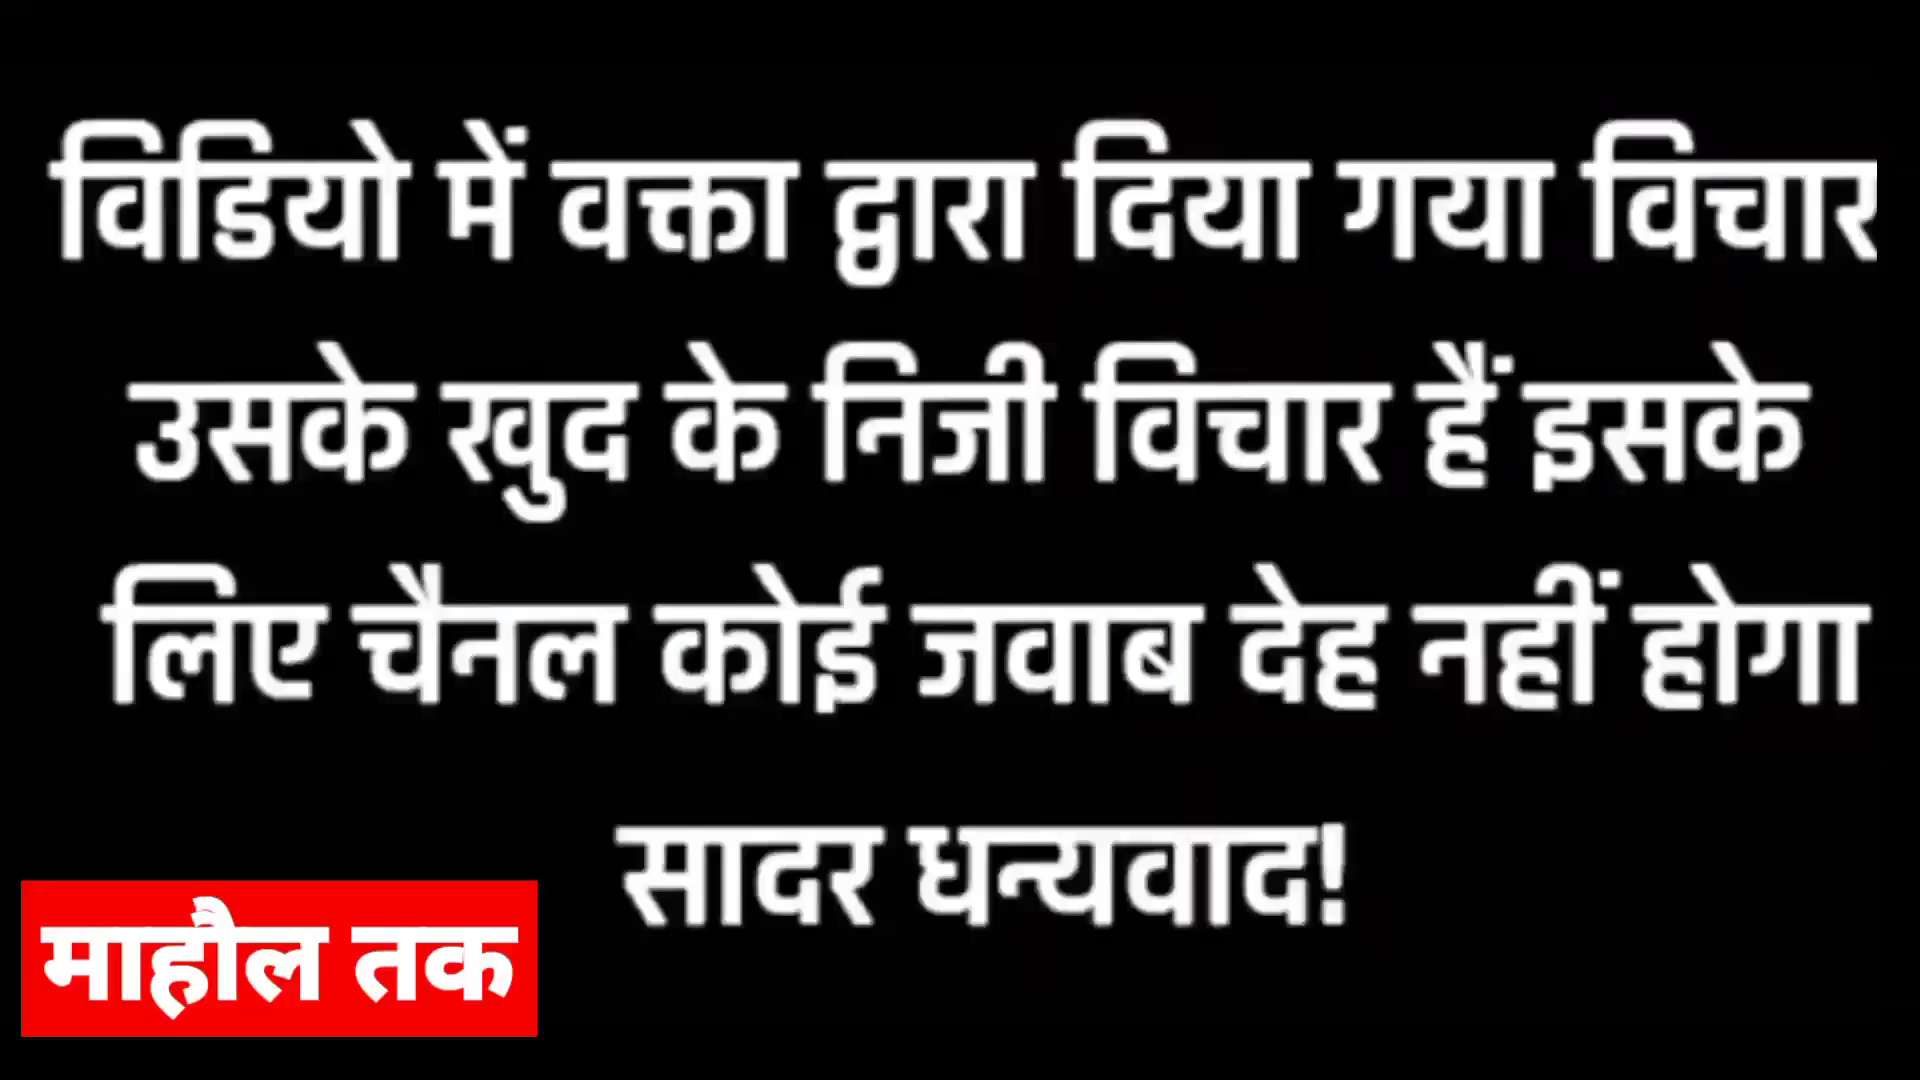 विडियो में वक्ता द्वारा दिया गया विचार
उसके खुद के निजी विचार हैं इसके
लिए चैनल कोई जवाब देह नहीं होगा
सादर धन्यवाद!
माहौल तक